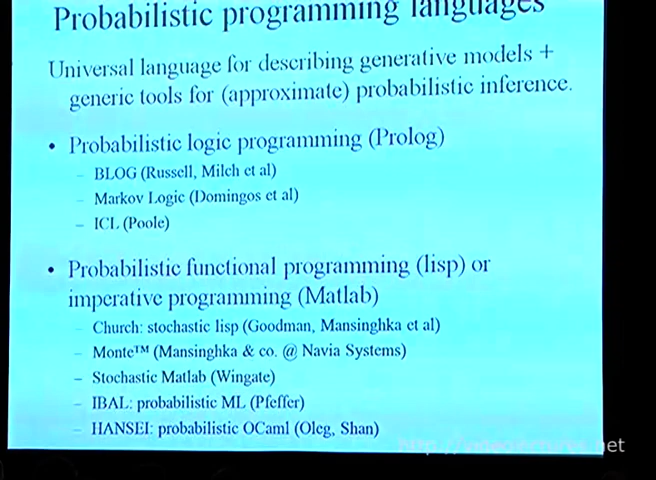 Probabilistic programming languages
Universal language for describing generative models +
generic tools for (approximate) probabilistic inference.
• Probabilistic logic programming (Prolog)
– BLOG (Russell, Milch et al)
– Markov Logic (Domingos et al)
– ICL (Poole)
• Probabilistic functional programming (lisp) or
imperative programming (Matlab)
– Church: stochastic lisp (Goodman, Mansinghka et al)
– Monte™ (Mansinghka & co. @ Navia Systems)
– Stochastic Matlab (Wingate)
– IBAL: probabilistic ML (Pfeffer)
– HANSEI: probabilistic OCaml (Oleg, Shan)
http://videolectures.net